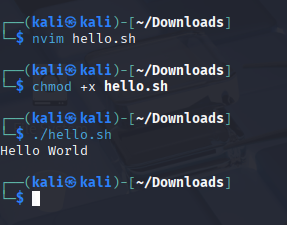 ┌──(kali㉿kali)-[~/Downloads]
└─$ nvim hello.sh
┌──(kali㉿kali)-[~/Downloads]
└─$ chmod +x hello.sh
┌──(kali㉿kali)-[~/Downloads]
└─$ ./hello.sh
Hello World
┌──(kali㉿kali)-[~/Downloads]
└─$